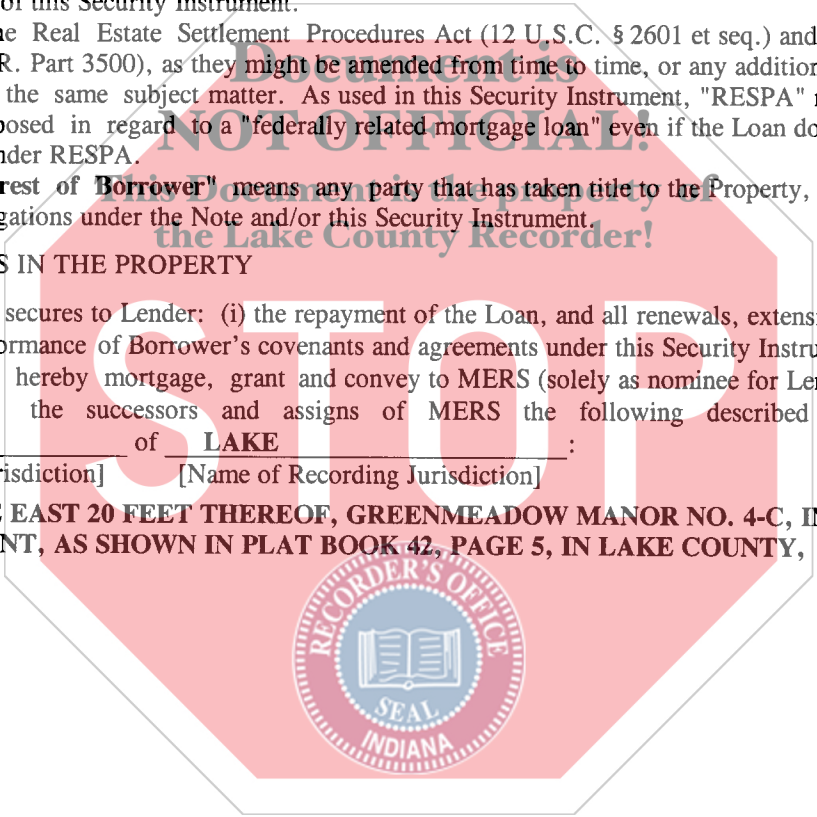 of this Security Instrument.
e Real Estate Settlement Procedures Act (12 U.S.C. § 2601 et seq.) and
R. Part 3500), as they might be amended from time to time, or any addition
the same subject matter. As used in this Security Instrument, "RESPA"
posed in regard to a "federally related mortgage loan" even if the Loan do
nder RESPA.
rest of Borrower" means any party that has taken title to the Property,
gations under the Note and/or this Security Instrument.
Document is
NOT OFFICIAL!
This Document is the property of
the Lake County Recorder!
S IN THE PROPERTY
secures to Lender: (i) the repayment of the Loan, and all renewals, extens
ormance of Borrower's covenants and agreements under this Security Instru
hereby mortgage, grant and convey to MERS (solely as nominee for Le
the successors and assigns of MERS the following described
of LAKE :
risdiction] [Name of Recording Jurisdiction]
STOP
EAST 20 FEET THEREOF, GREENMEADOW MANOR NO. 4-C, IN
NT, AS SHOWN IN PLAT BOOK 42, PAGE 5, IN LAKE COUNTY,
RECORDER'S OFFICE
SEAL
INDIANA